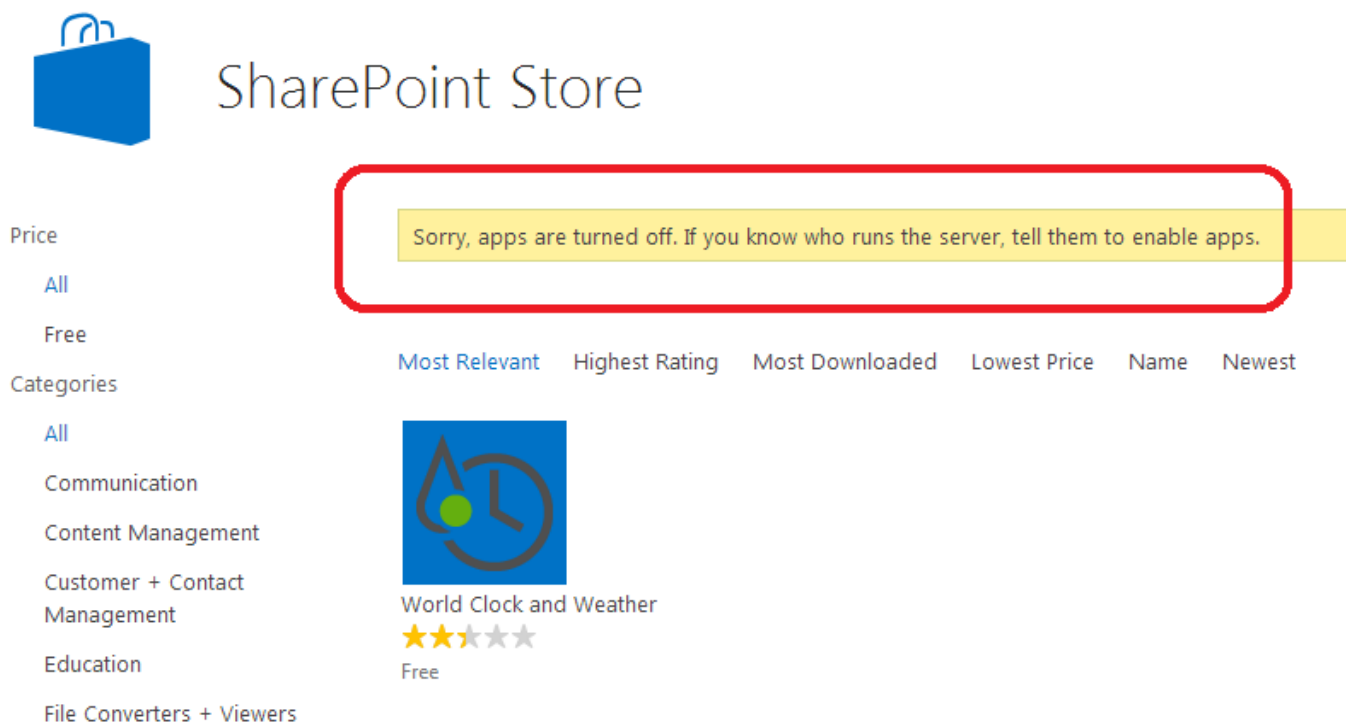 SharePoint Store
Price
All
Free
Categories
All
Communication
Content Management
Customer + Contact
Management
Education
File Converters + Viewers
Sorry, apps are turned off. If you know who runs the server, tell them to enable apps.
Most Relevant Highest Rating Most Downloaded Lowest Price Name Newest
World Clock and Weather
Free